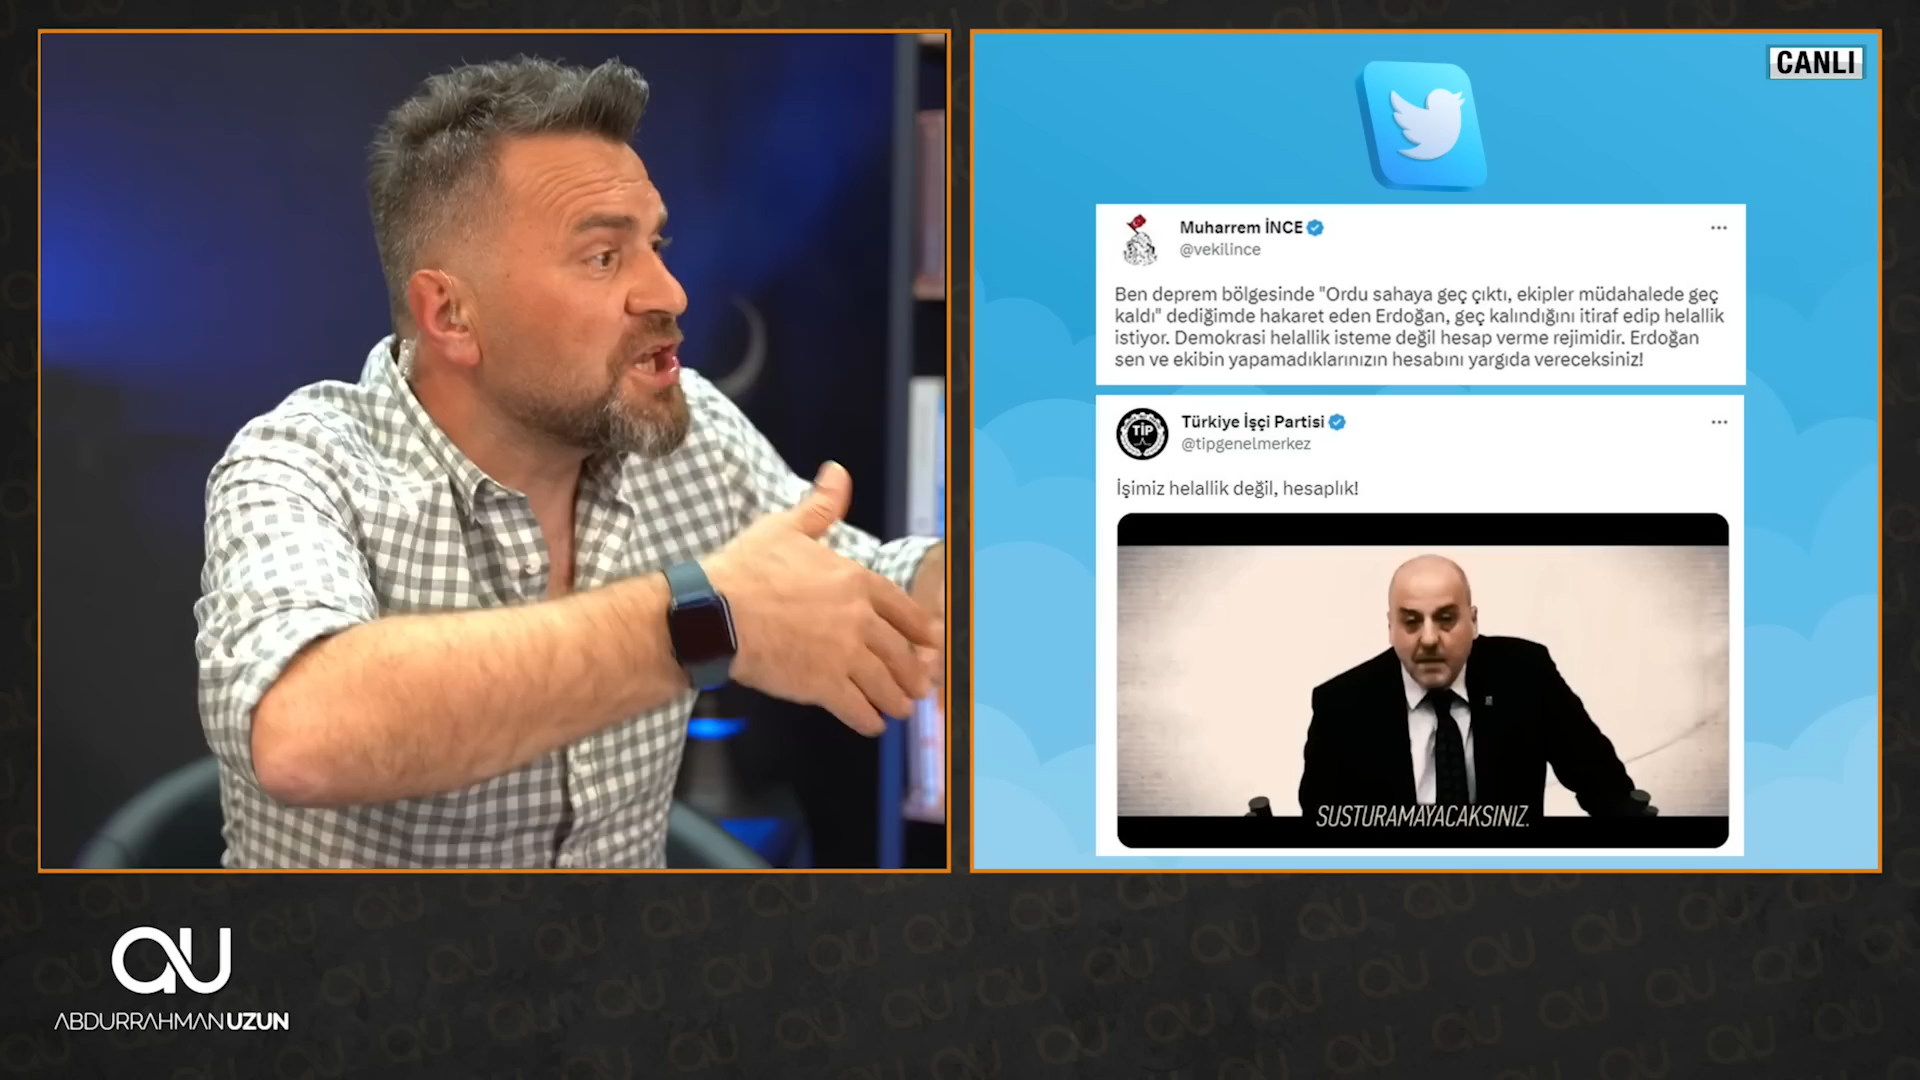 CANLI
Muharrem İNCE
@vekilince
Ben deprem bölgesinde "Ordu sahaya geç çıktı, ekipler müdahalede geç
kaldı" dediğimde hakaret eden Erdoğan, geç kalındığını itiraf edip helallik
istiyor. Demokrasi helallik isteme değil hesap verme rejimidir. Erdoğan
sen ve ekibin yapamadıklarınızın hesabını yargıda vereceksiniz!
TİP
Türkiye İşçi Partisi
@tipgenelmerkez
İşimiz helallik değil, hesaplık!
SUSTURAMAYACAKSINIZ.
AU
ABDURRAHMANUZUN